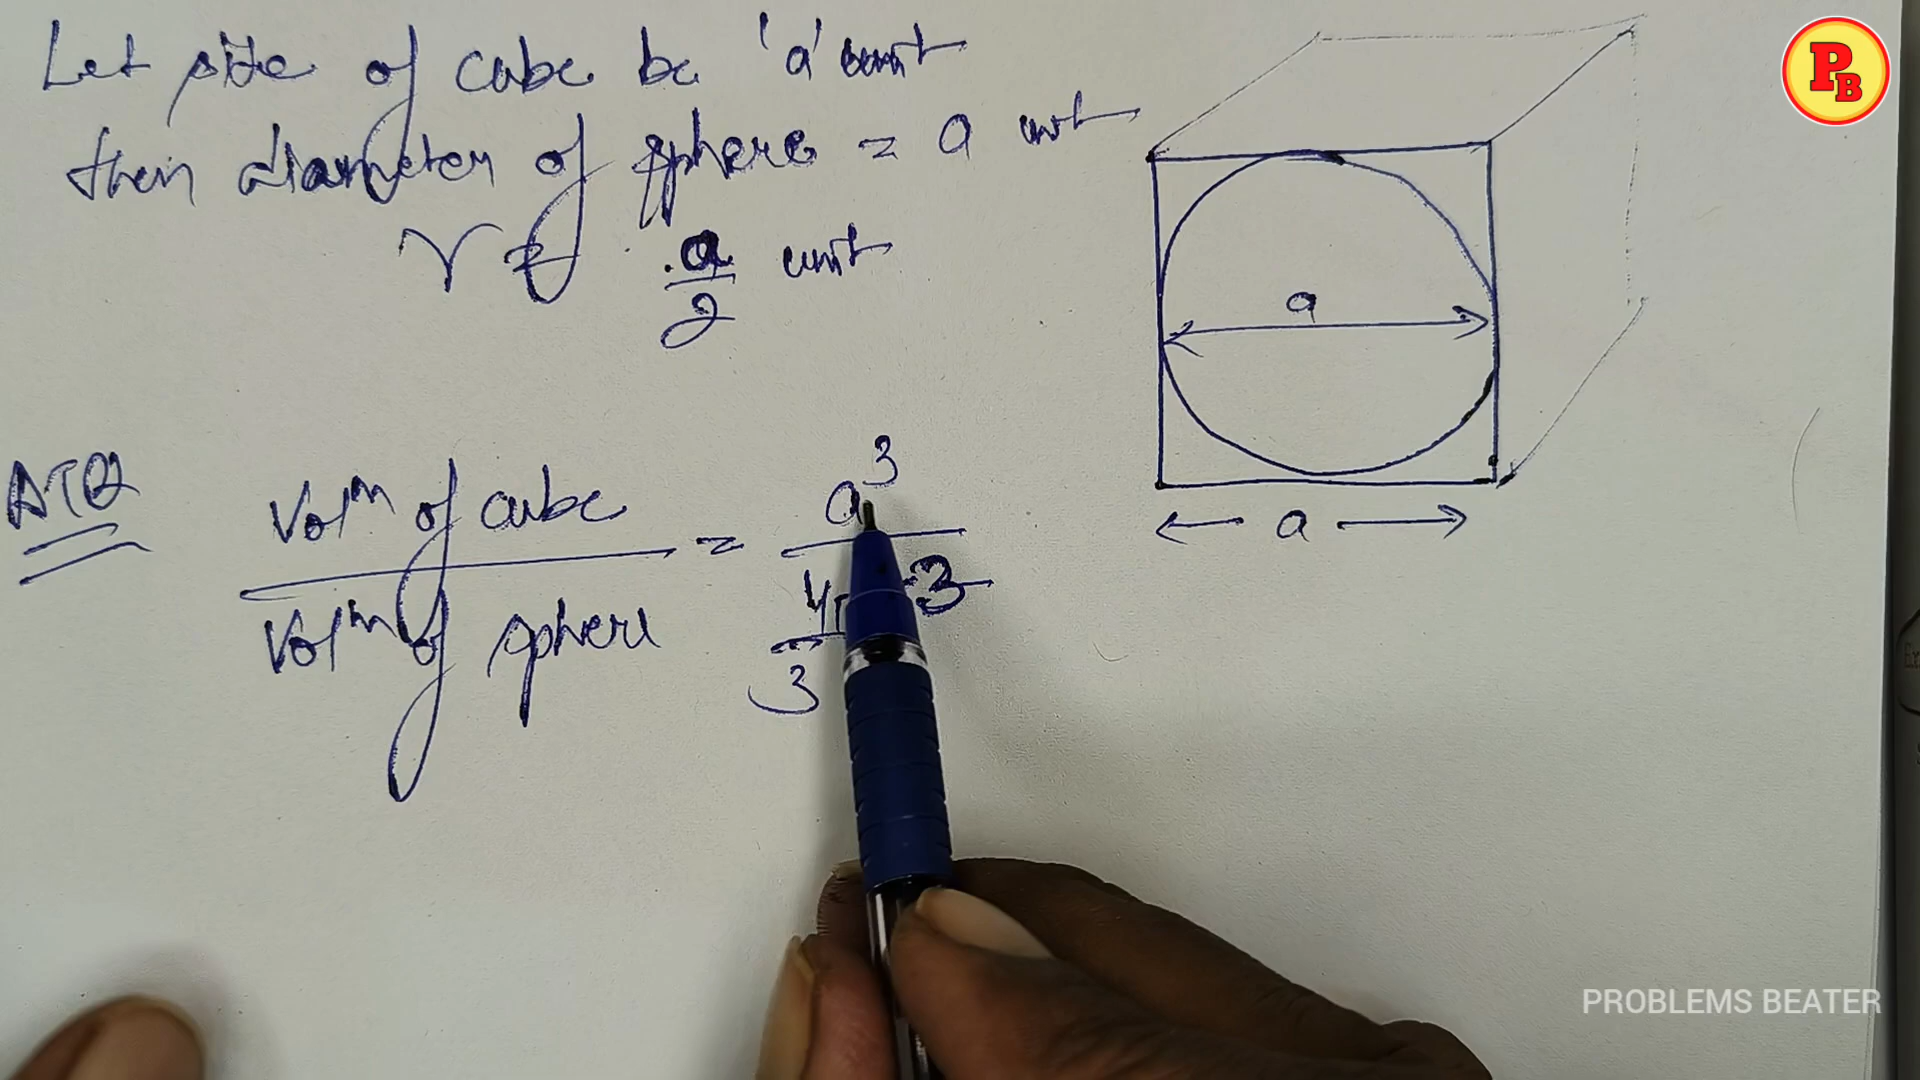 Let side of cube be 'a' unit
then diameter of sphere = a unit
r = a/2 unit
a
a
ATQ
Volm of cube / Volm of sphere = a³ / 4 3
3
PB
PROBLEMS BEATER